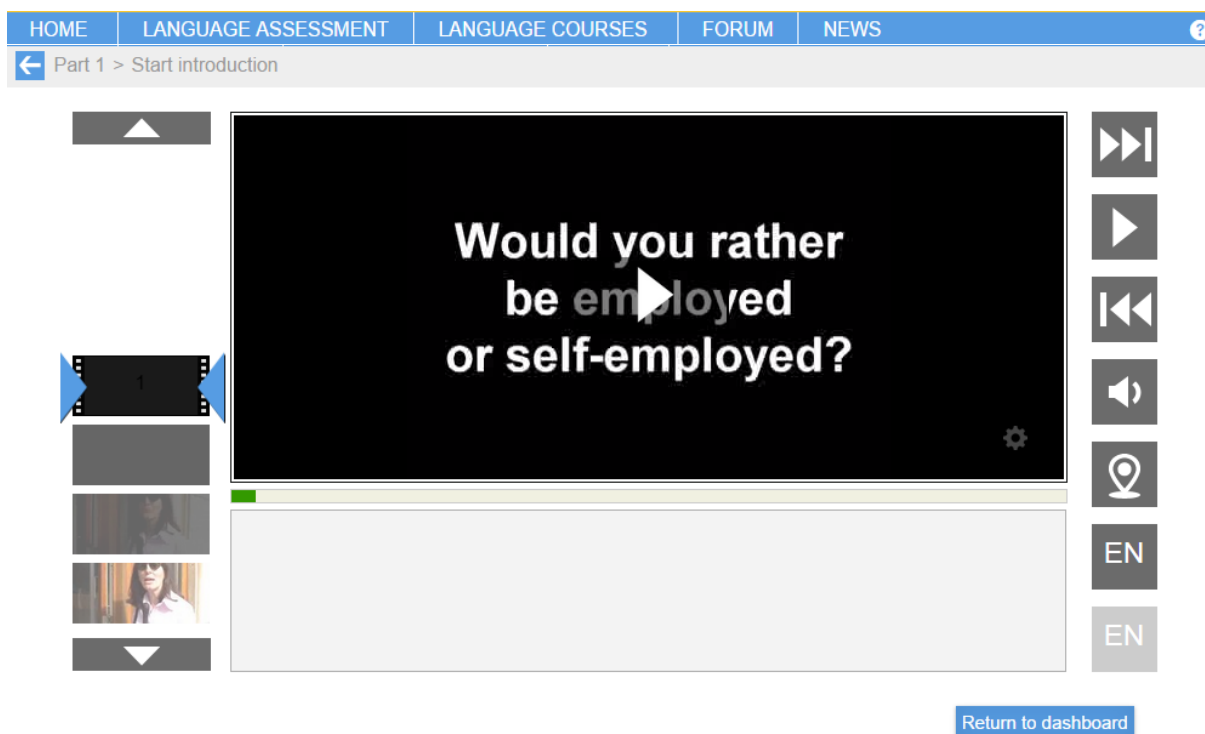 HOME LANGUAGE ASSESSMENT LANGUAGE COURSES FORUM NEWS ?
Part 1 > Start introduction
Would you rather
be employed
or self-employed?
1
EN
EN
Return to dashboard